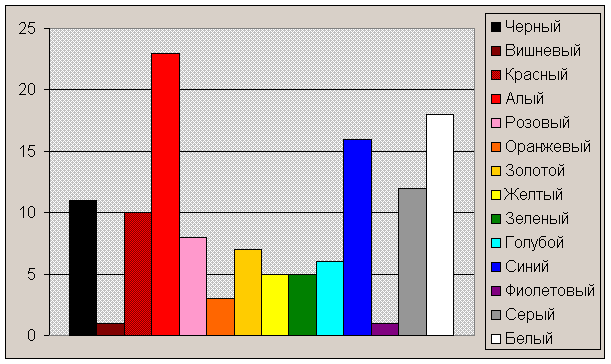 25
20
15
10
5
0
Черный
Вишневый
Красный
Алый
Розовый
Оранжевый
Золотой
Желтый
Зеленый
Голубой
Синий
Фиолетовый
Серый
Белый